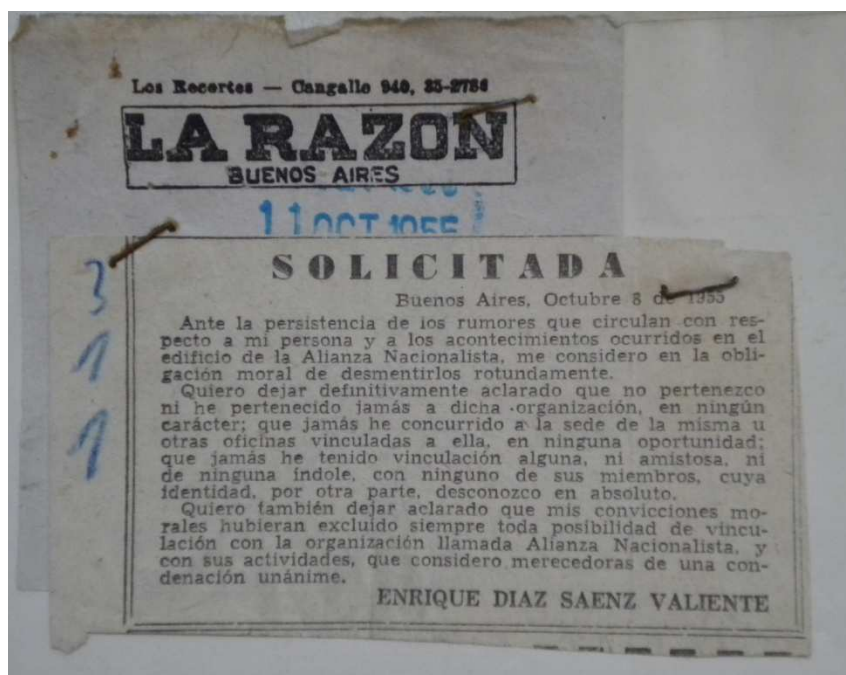 Los Recortes — Cangallo 940, 35-2786
LA RAZON
BUENOS AIRES
11 OCT 1955
3
1
1
SOLICITADA
Buenos Aires, Octubre 8 de 1955
Ante la persistencia de los rumores que circulan con res-
pecto a mi persona y a los acontecimientos ocurridos en el
edificio de la Alianza Nacionalista, me considero en la obli-
gación moral de desmentirlos rotundamente.
Quiero dejar definitivamente aclarado que no pertenezco
ni he pertenecido jamás a dicha organización, en ningún
carácter; que jamás he concurrido a la sede de la misma u
otras oficinas vinculadas a ella, en ninguna oportunidad;
que jamás he tenido vinculación alguna, ni amistosa, ni
de ninguna índole, con ninguno de sus miembros, cuya
identidad, por otra parte, desconozco en absoluto.
Quiero también dejar aclarado que mis convicciones mo-
rales hubieran excluído siempre toda posibilidad de vincu-
lación con la organización llamada Alianza Nacionalista, y
con sus actividades, que considero merecedoras de una con-
denación unánime.
ENRIQUE DIAZ SAENZ VALIENTE